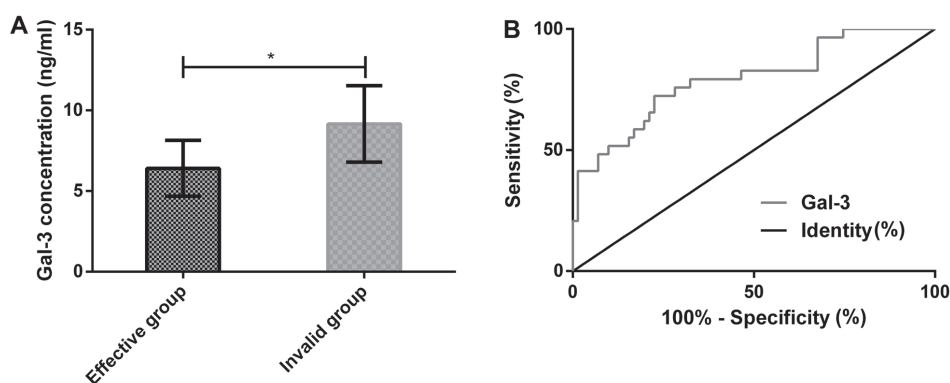 A
Gal-3 concentration (ng/ml)
15
10
5
0
*
Effective group
Invalid group
B
Sensitivity (%)
100
50
0
Gal-3
Identity (%)
0
50
100
100% - Specificity (%)